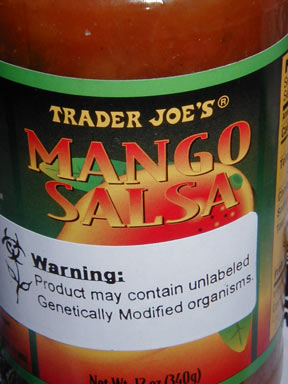 TRADER JOE'S®
MANGO
SALSA
Warning:
Product may contain unlabeled
Genetically Modified organisms.
Net Wt. 12 oz (340g)